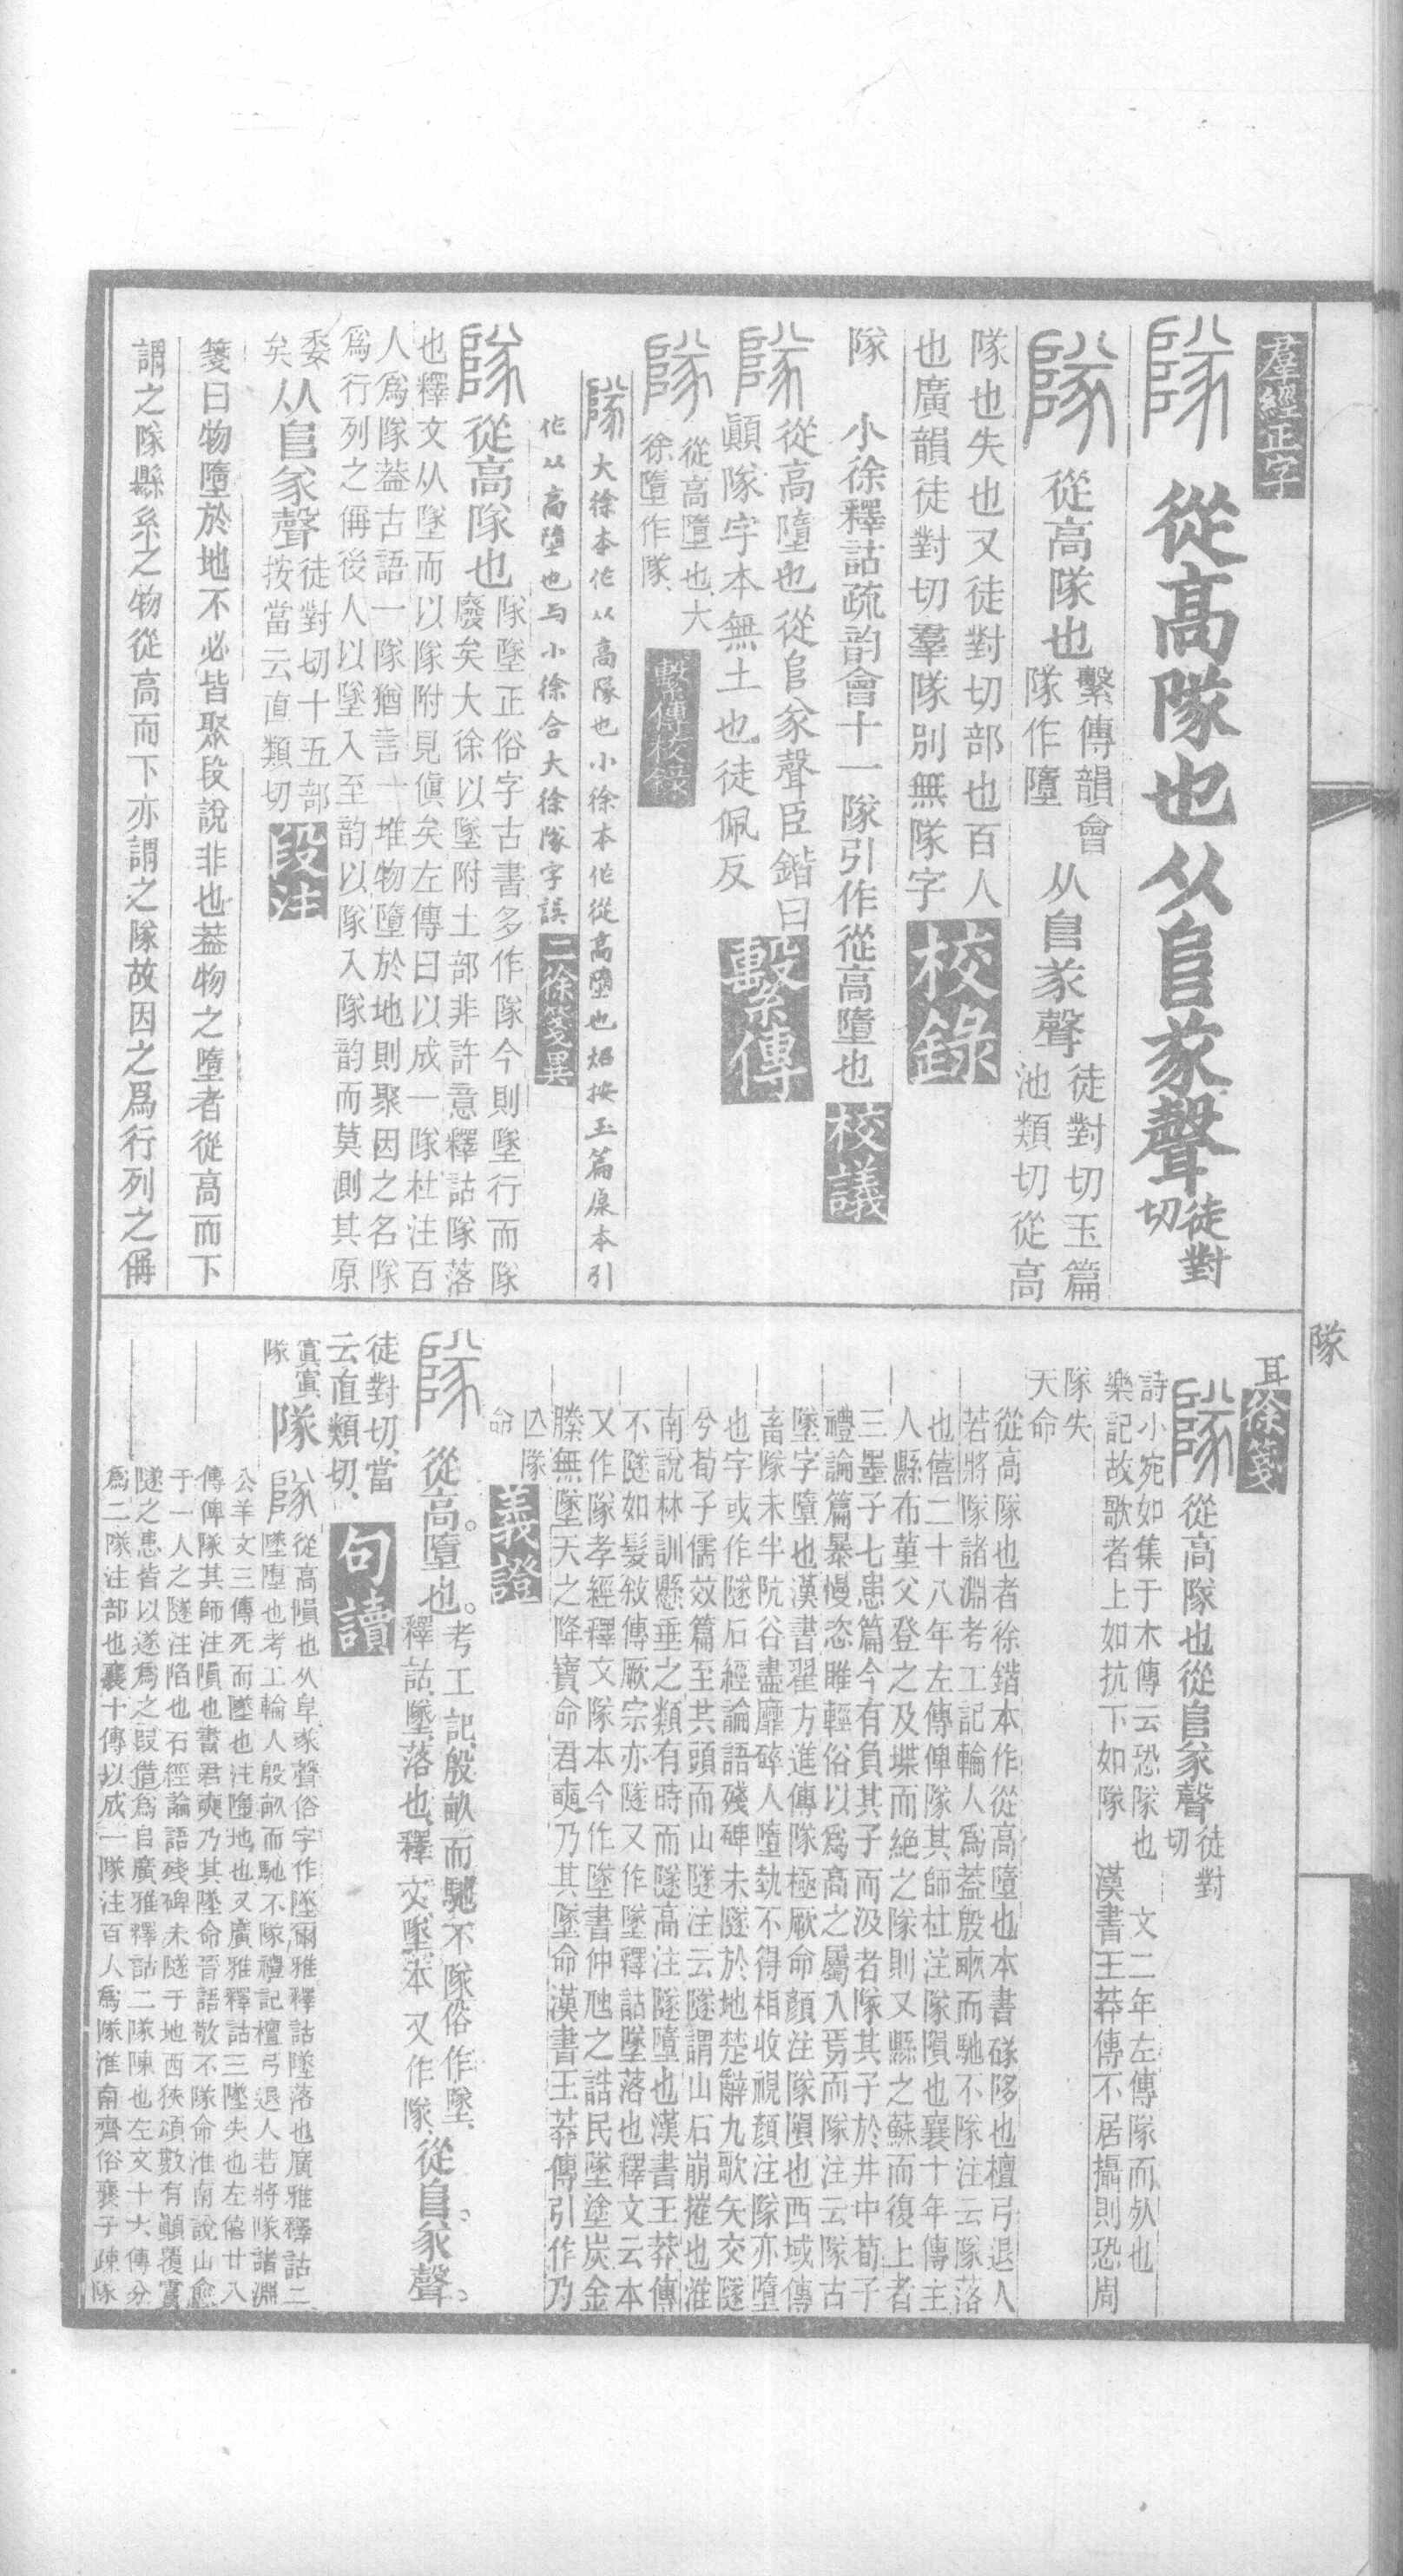 羣經正字
從高隊也从𨸏㒸聲徒對切
從高隊也繫傳韻會隊作墮从𨸏㒸聲徒對切玉篇池類切從高
隊也失也又徒對切部也百人
也廣韻徒對切羣隊別無隊字
校錄
隊 小徐釋詁疏韵會十一隊引作從高墮也
校議
從高墮也從𨸏㒸聲臣鍇曰
顚隊字本無土也徒佩反
繫傳
從高墮也大
徐墮作隊
繫傳校錄
大徐本作从高隊也小徐本作從高墮也炤按玉篇原本引
作从高墮也与小徐合大徐隊字誤
二徐箋異
從高隊也隊墜正俗字古書多作隊今則墜行而隊
廢矣大徐以墜附土部非許意釋詁隊落
也釋文从墜而以隊附見傎矣左傳曰以成一隊杜注百
人爲隊葢古語一隊猶言一堆物墮於地則聚因之名隊
爲行列之偁後人以墜入至韵以隊入隊韵而莫測其原
委
矣从𨸏㒸聲徒對切十五部
按當云直類切
段注
箋曰物墮於地不必皆聚段說非也葢物之墮者從高而下
謂之隊縣系之物從高而下亦謂之隊故因之爲行列之偁
隊
耳
徐箋
從高隊也從𨸏㒸聲徒對切
詩小宛如集于木傳云恐隊也 文二年左傳隊而死也
樂記故歌者上如抗下如隊 漢書王莽傳不居攝則恐周
隊失
天命
從高隊也者徐鍇本作從高墮也本書磙陊也檀弓退人
若將隊諸淵考工記輪人爲蓋殷畝而馳不隊注云隊落
也僖二十八年左傳俾隊其師杜注隊隕也襄十年傳主
人縣布堇父登之及堞而絕之隊則又縣之蘇而復上者
三墨子七患篇今有負其子而汲者隊其子於井中荀子
禮論篇暴慢恣睢輕俗以爲高之屬入焉而隊注云隊古
墜字墮也漢書翟方進傳隊極厥命顏注隊隕也西域傳
畜隊未半阬谷盡靡碎人墮埶不得相收視顏注隊亦墮
也字或作隧石經論語殘碑未隧於地楚辭九歌矢交隧
兮荀子儒效篇至共頭而山隧注云隧謂山石崩摧也淮
南說林訓懸垂之類有時而隧高注隧墮也漢書王莽傳
不隧如髮敘傳厥宗亦隧又作墜釋詁墜落也釋文云本
又作隊孝經釋文隊本今作墜書仲虺之誥民墜塗炭金
縢無墜天之降寶命君奭乃其墜命漢書王莽傳引作乃
亾隊
命
義證
從高墮也。考工記殷畝而馳不隊俗作墜
釋詁墜落也釋文墜本又作隊從𨸏㒸聲
徒對切當
云直類切
句讀
隊
從高隕也从𨸏㒸聲俗字作墜爾雅釋詁墜落也廣雅釋詁二
墜墮也考工輪人殷畝而馳不隊禮記檀弓退人若將隊諸淵
公羊文三傳死而墜也注墮地也又廣雅釋詁三墜失也左僖廿八
傳俾隊其師注隕也書君奭乃其墜命晉語敬不隊命淮南說山愈
于一人之隧注陷也石經論語殘碑未隧于地西狹頌數有顚覆霣
隧之患皆以遂爲之叚借爲自廣雅釋詁二隊陳也左文十六傳分
爲二隊注部也襄十傳以成一隊注百人爲隊淮南齊俗襄子疎隊